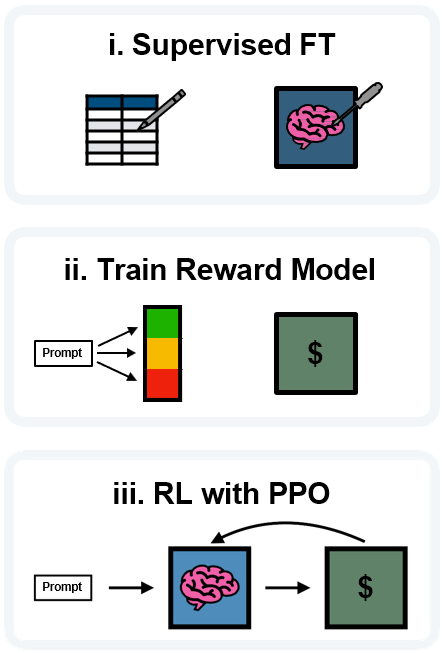 i. Supervised FT
ii. Train Reward Model
Prompt
$
iii. RL with PPO
Prompt
$